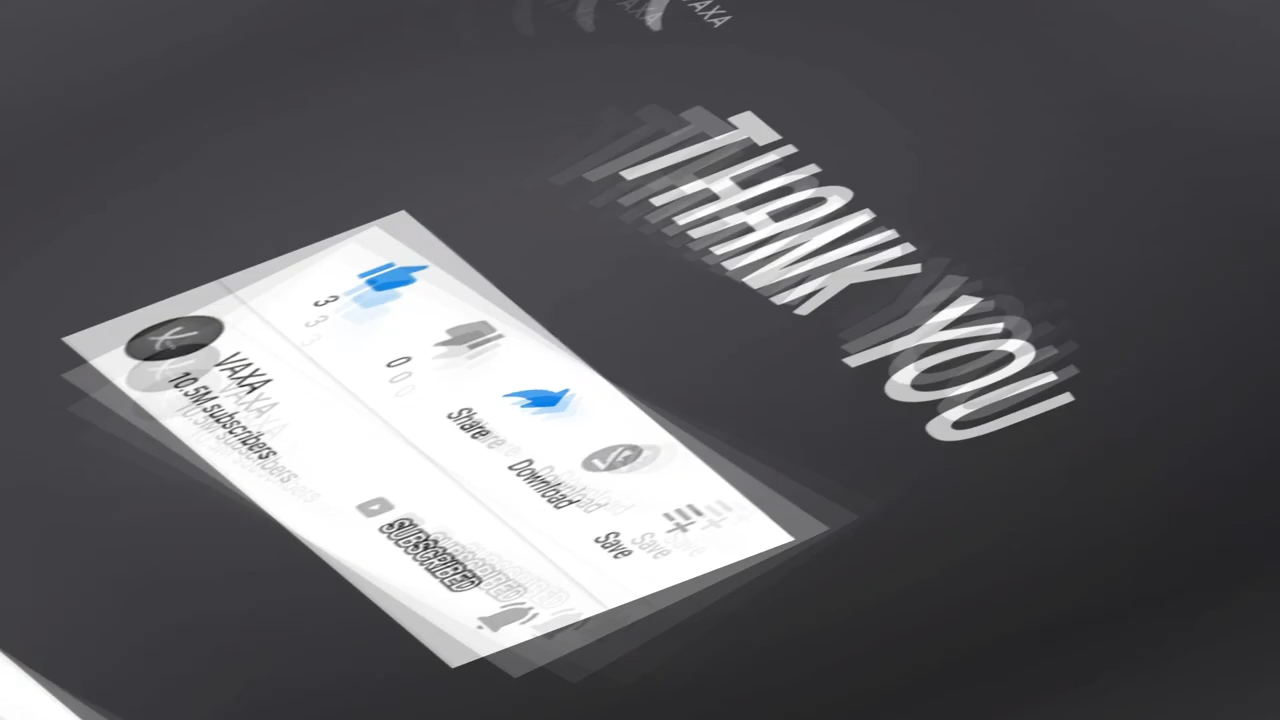 VAXA
THANK YOU
3
0
Share
Download
Save
VAXA
10.5M subscribers
SUBSCRIBED